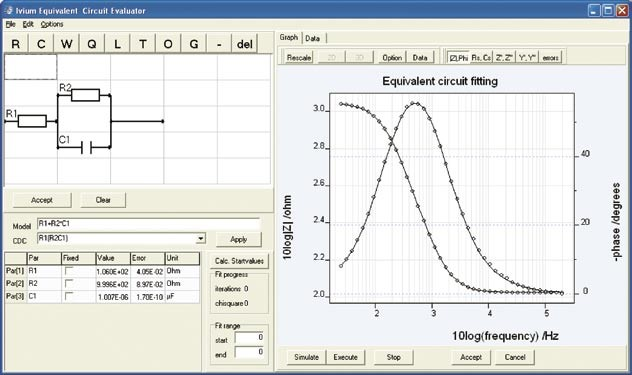 Ivium Equivalent Circuit Evaluator
File Edit Options
R C W Q L T O G - del
R2
R1
C1
Accept Clear
Model R1+R2*C1
CDC R1(R2C1) Apply
Par Fixed Value Error Unit
Par[1] R1 1.060E+02 4.05E-02 Ohm
Par[2] R2 9.996E+02 8.97E-02 Ohm
Par[3] C1 1.007E-06 1.70E-10 µF
Calc. Startvalues
Fit progress
iterations 0
chisquare 0
Fit range
start 0
end 0
Graph Data
Rescale 2D 3D Option Data |Z|,Phi Rs, Cs Z', Z'' Y', Y'' errors
Equivalent circuit fitting
3.0
2.8
2.6
2.4
2.2
2.0
10log|Z| /ohm
40
20
0
-phase /degrees
2 3 4 5
10log(frequency) /Hz
Simulate Execute Stop Accept Cancel